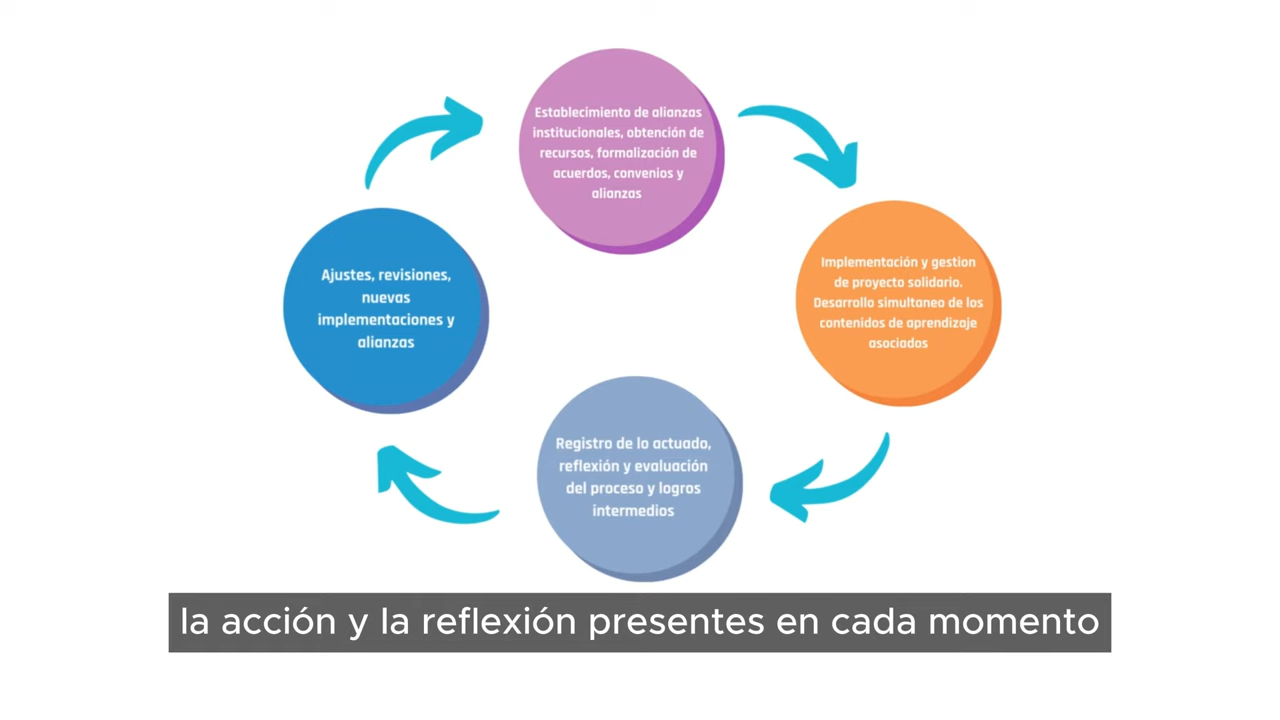 Establecimiento de alianzas
institucionales, obtención de
recursos, formalización de
acuerdos, convenios y
alianzas
Implementación y gestion
de proyecto solidario.
Desarrollo simultaneo de los
contenidos de aprendizaje
asociados
Registro de lo actuado,
reflexión y evaluación
del proceso y logros
intermedios
Ajustes, revisiones,
nuevas
implementaciones y
alianzas
la acción y la reflexión presentes en cada momento